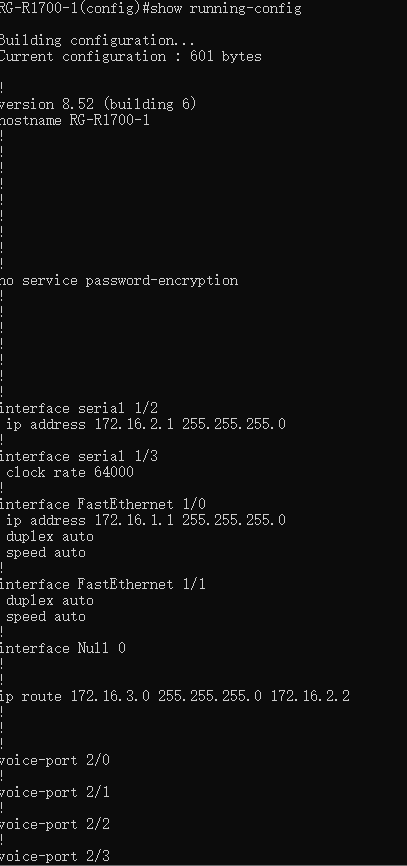 RG-R1700-1(config)#show running-config
Building configuration...
Current configuration : 601 bytes
!
version 8.52 (building 6)
hostname RG-R1700-1
!
!
!
!
!
!
!
!
!
no service password-encryption
!
!
!
!
!
!
!
interface serial 1/2
ip address 172.16.2.1 255.255.255.0
!
interface serial 1/3
clock rate 64000
!
interface FastEthernet 1/0
ip address 172.16.1.1 255.255.255.0
duplex auto
speed auto
!
interface FastEthernet 1/1
duplex auto
speed auto
!
interface Null 0
!
!
ip route 172.16.3.0 255.255.255.0 172.16.2.2
!
!
!
voice-port 2/0
!
voice-port 2/1
!
voice-port 2/2
!
voice-port 2/3